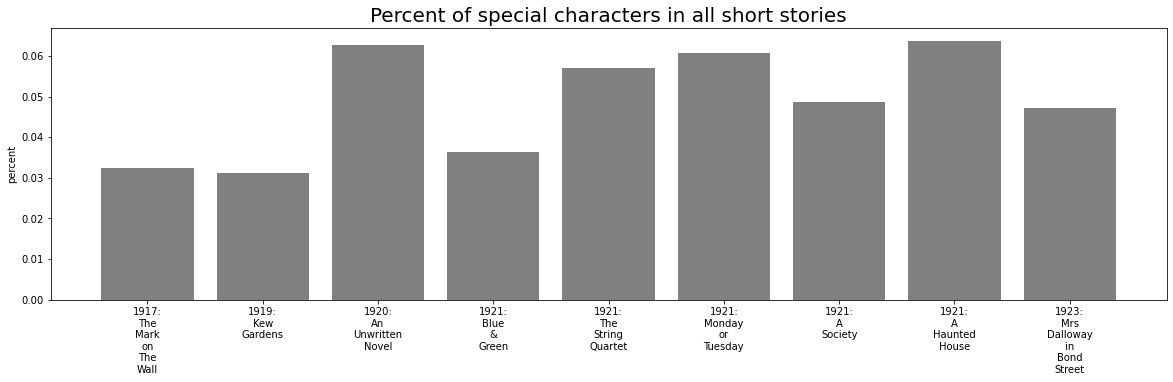 Percent of special characters in all short stories
percent
0.06
0.05
0.04
0.03
0.02
0.01
0.00
1917:
The
Mark
on
The
Wall
1919:
Kew
Gardens
1920:
An
Unwritten
Novel
1921:
Blue
&
Green
1921:
The
String
Quartet
1921:
Monday
or
Tuesday
1921:
A
Society
1921:
A
Haunted
House
1923:
Mrs
Dalloway
in
Bond
Street